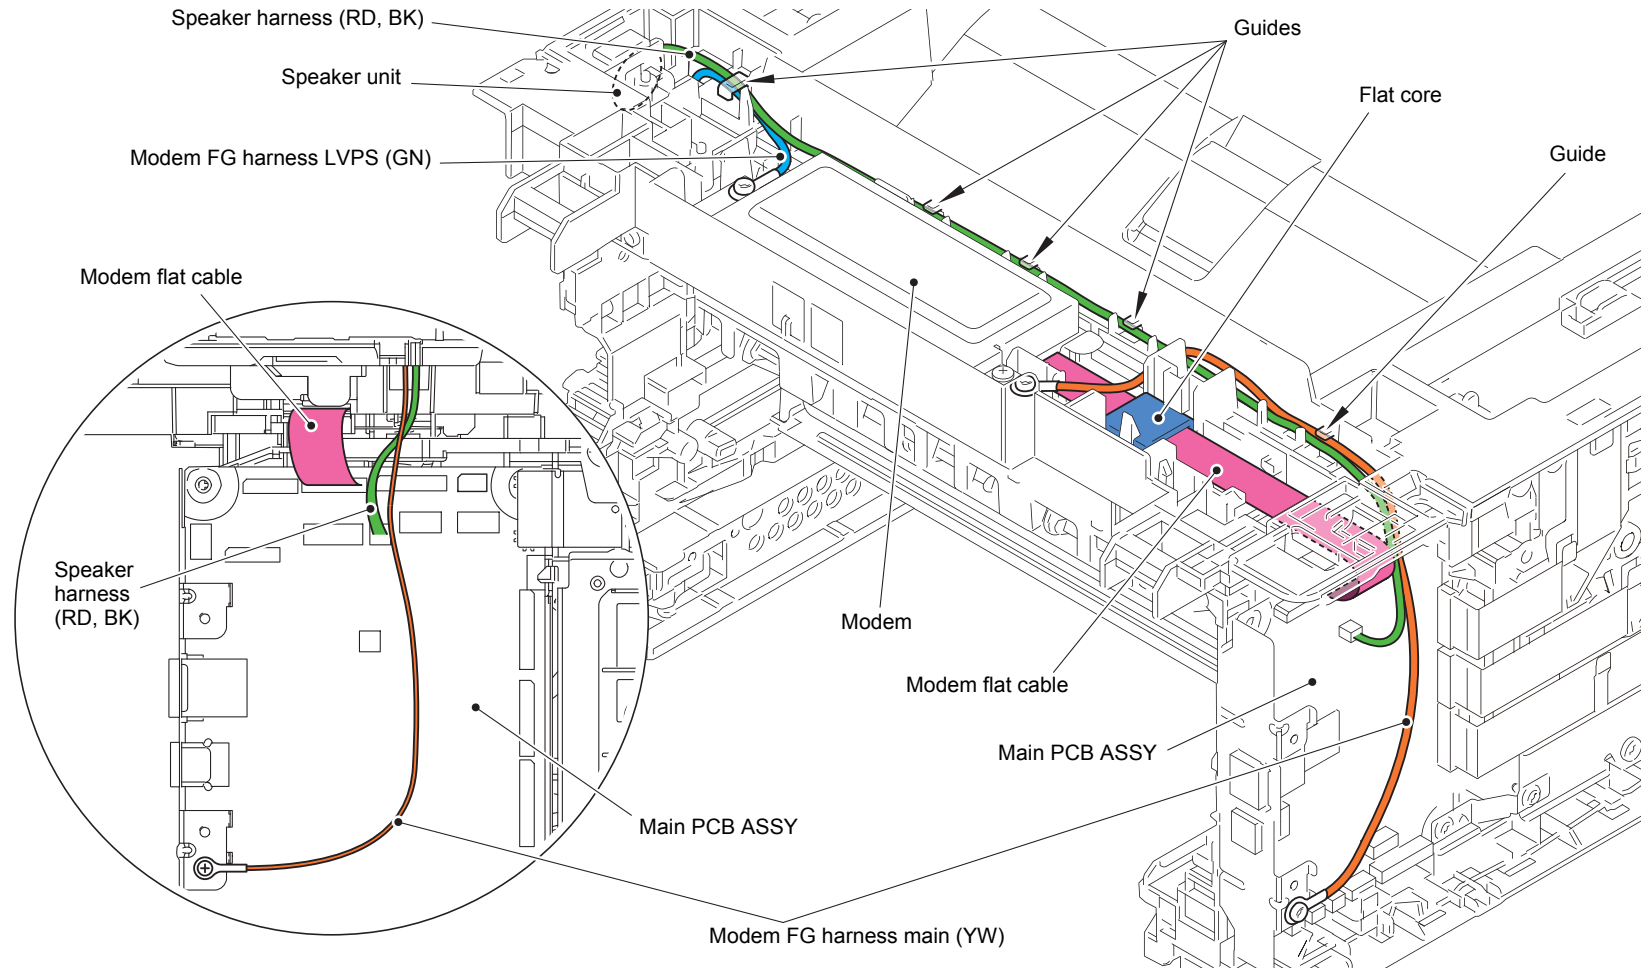 Speaker harness (RD, BK)
Guides
Speaker unit
Flat core
Modem FG harness LVPS (GN)
Guide
Modem flat cable
Speaker
harness
(RD, BK)
Modem
Modem flat cable
Main PCB ASSY
Main PCB ASSY
Modem FG harness main (YW)